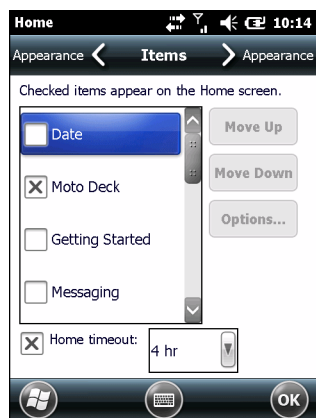 Home 10:14
Appearance Items Appearance
Checked items appear on the Home screen.
Date
Moto Deck
Getting Started
Messaging
Move Up
Move Down
Options...
Home timeout: 4 hr
OK